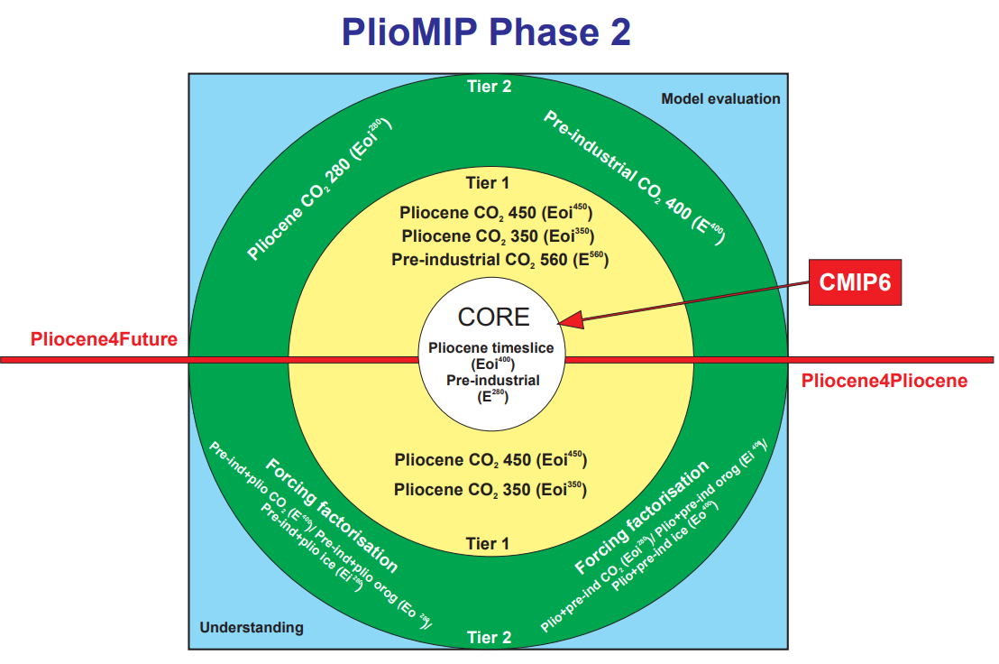 PlioMIP Phase 2
Tier 2
Model evaluation
Pliocene CO₂ 280 (Eoi²⁸⁰)
Pre-industrial CO₂ 400 (E⁴⁰⁰)
Tier 1
Pliocene CO₂ 450 (Eoi⁴⁵⁰)
Pliocene CO₂ 350 (Eoi³⁵⁰)
Pre-industrial CO₂ 560 (E⁵⁶⁰)
CMIP6
CORE
Pliocene timeslice
(Eoi⁴⁰⁰)
Pre-industrial
(E²⁸⁰)
Pliocene4Future
Pliocene4Pliocene
Pliocene CO₂ 450 (Eoi⁴⁵⁰)
Pliocene CO₂ 350 (Eoi³⁵⁰)
Tier 1
Forcing factorisation
Pre-ind+plio CO₂ (E⁴⁰⁰)/ Pre-ind+plio orog (Eo²⁸⁰)/
Pre-ind+plio ice (Ei²⁸⁰)
Forcing factorisation
Plio+pre-ind CO₂ (Eoi²⁸⁰)/ Plio+pre-ind orog (Ei⁴⁰⁰)/
Plio+pre-ind ice (Eo⁴⁰⁰)
Understanding
Tier 2